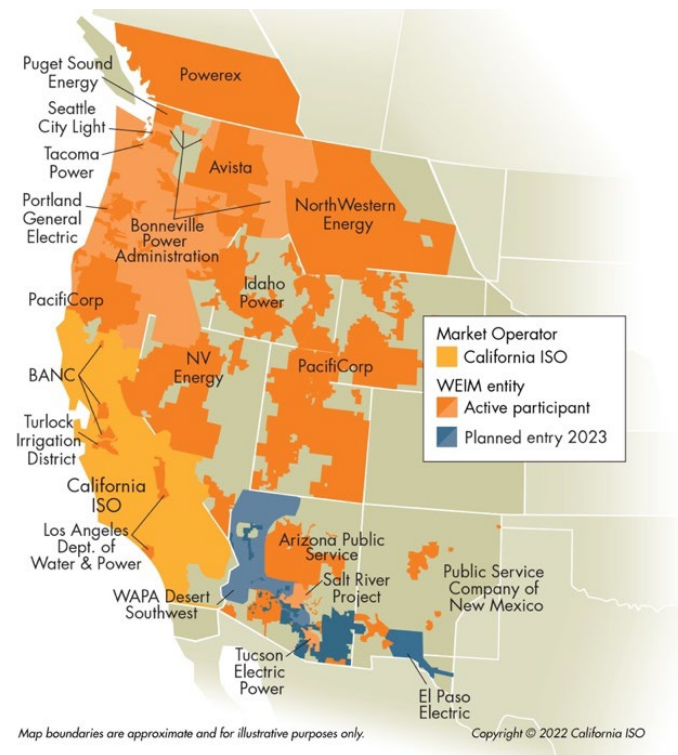 Puget Sound
Energy
Powerex
Seattle
City Light
Tacoma
Power
Avista
Portland
General
Electric
Bonneville
Power
Administration
NorthWestern
Energy
Idaho
Power
PacifiCorp
NV
Energy
PacifiCorp
BANC
Turlock
Irrigation
District
California
ISO
Los Angeles
Dept. of
Water & Power
Market Operator
California ISO
WEIM entity
Active participant
Planned entry 2023
Arizona Public
Service
Salt River
Project
Public Service
Company of
New Mexico
WAPA Desert
Southwest
Tucson
Electric
Power
El Paso
Electric
Map boundaries are approximate and for illustrative purposes only.
Copyright © 2022 California ISO